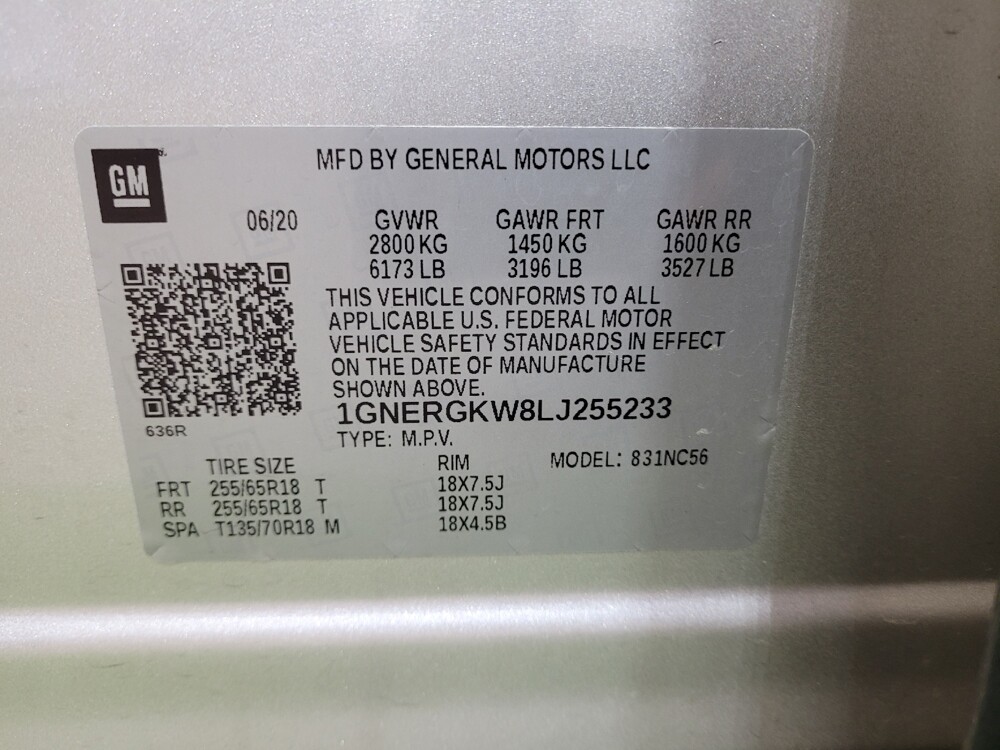 GM
MFD BY GENERAL MOTORS LLC
06/20 GVWR GAWR FRT GAWR RR
2800 KG 1450 KG 1600 KG
6173 LB 3196 LB 3527 LB
THIS VEHICLE CONFORMS TO ALL
APPLICABLE U.S. FEDERAL MOTOR
VEHICLE SAFETY STANDARDS IN EFFECT
ON THE DATE OF MANUFACTURE
SHOWN ABOVE.
1GNERGKW8LJ255233
636R
TYPE: M.P.V.
TIRE SIZE RIM MODEL: 831NC56
FRT 255/65R18 T 18X7.5J
RR 255/65R18 T 18X7.5J
SPA T135/70R18 M 18X4.5B